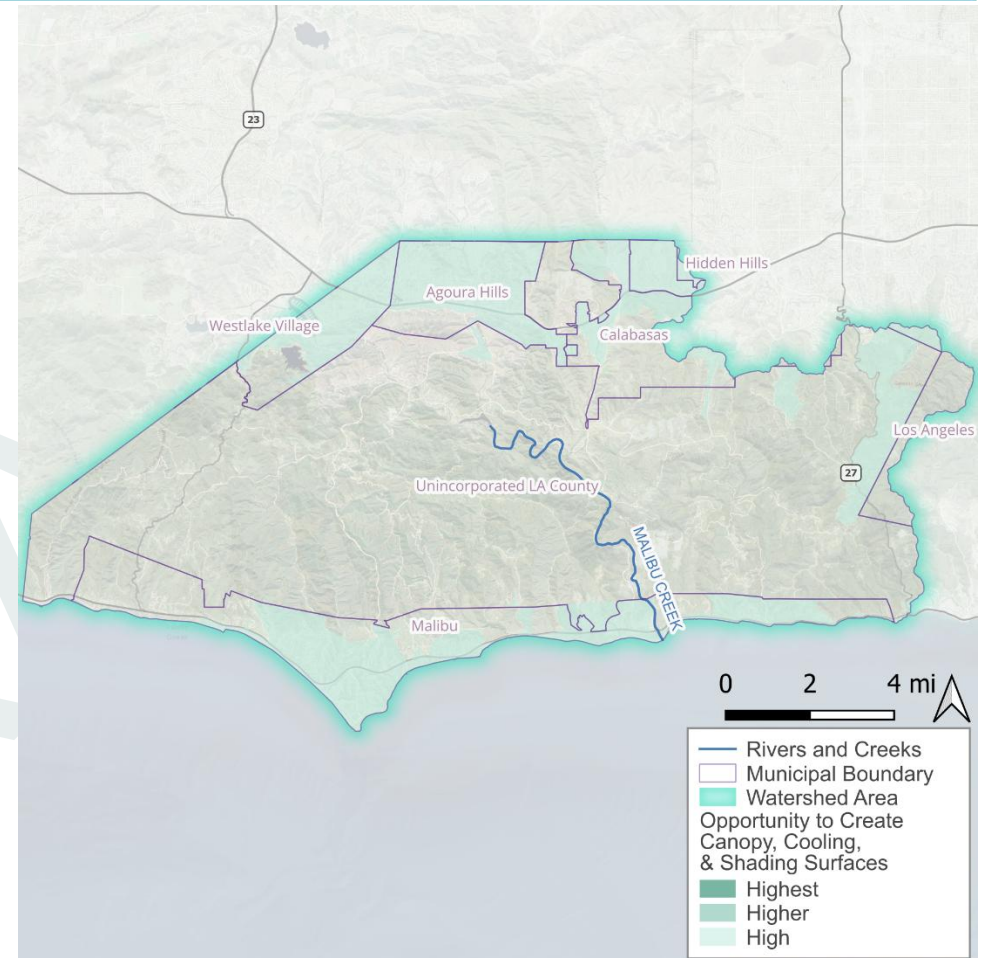 23
Hidden Hills
Agoura Hills
Westlake Village
Calabasas
Los Angeles
27
Unincorporated LA County
MALIBU CREEK
Malibu
0 2 4 mi
Rivers and Creeks
Municipal Boundary
Watershed Area
Opportunity to Create
Canopy, Cooling,
& Shading Surfaces
Highest
Higher
High